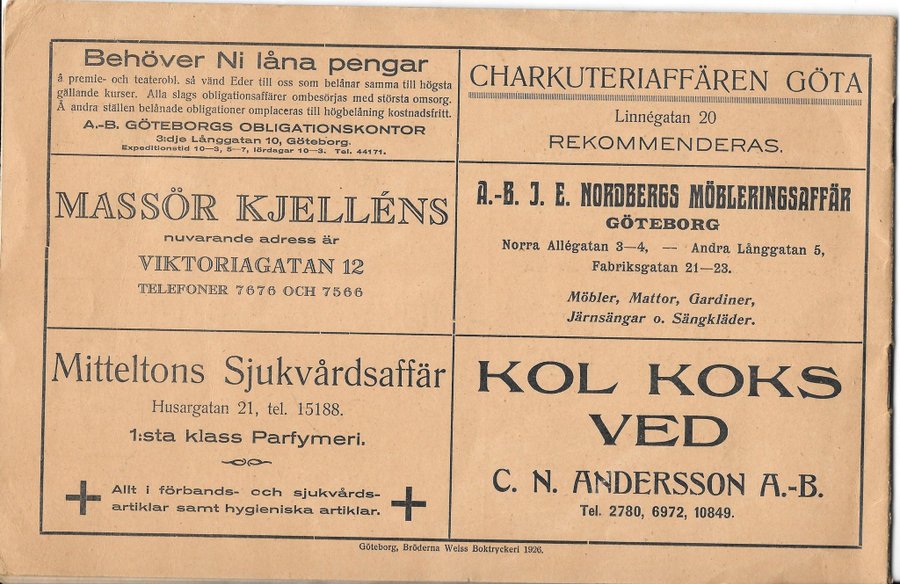 Behöver Ni låna pengar
å premie- och teaterobl. så vänd Eder till oss som belånar samma till högsta
gällande kurser. Alla slags obligationsaffärer ombesörjas med största omsorg.
Å andra ställen belånade obligationer omplaceras till högbelåning kostnadsfritt.
A.-B. GÖTEBORGS OBLIGATIONSKONTOR
3:dje Långgatan 10, Göteborg.
Expeditionstid 10—3, 5—7, lördagar 10—3. Tel. 44171.
CHARKUTERIAFFÄREN GÖTA
Linnégatan 20
REKOMMENDERAS.
MASSÖR KJELLÉNS
nuvarande adress är
VIKTORIAGATAN 12
TELEFONER 7676 OCH 7566
A.-B. J. E. NORDBERGS MÖBLERINGSAFFÄR
GÖTEBORG
Norra Allégatan 3—4, — Andra Långgatan 5,
Fabriksgatan 21—23.
Möbler, Mattor, Gardiner,
Järnsängar o. Sängkläder.
Mitteltons Sjukvårdsaffär
Husargatan 21, tel. 15188.
1:sta klass Parfymeri.
Allt i förbands- och sjukvårds-
artiklar samt hygieniska artiklar.
KOL KOKS
VED
C. N. ANDERSSON A.-B.
Tel. 2780, 6972, 10849.
Göteborg, Bröderna Weiss Boktryckeri 1926.